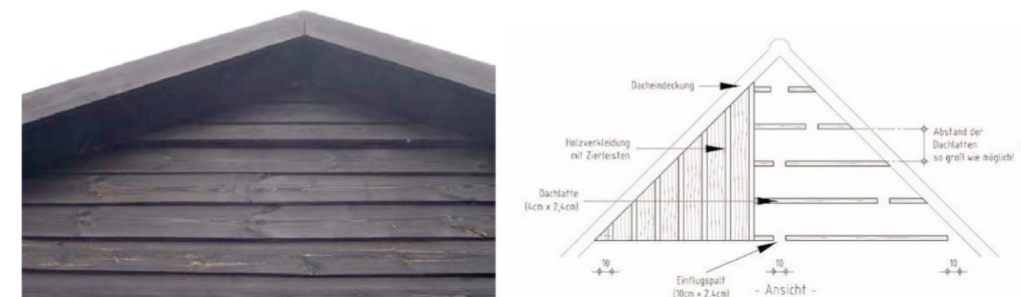 Dacheindeckung
Holzverkleidung
mit Zierleisten
Dachlatte
(4cm x 2,4cm)
Abstand der
Dachlatten
so groß wie möglich!
10
10
10
Einflugspalt
(10cm x 2,4cm)
- Ansicht -